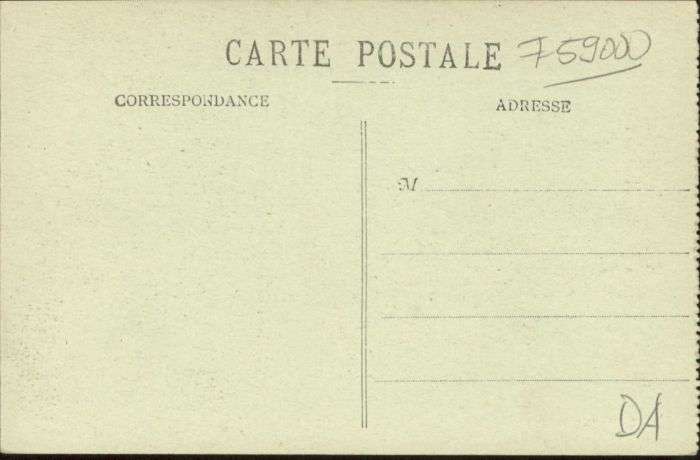 CARTE POSTALE 759000
CORRESPONDANCE
ADRESSE
M
DA